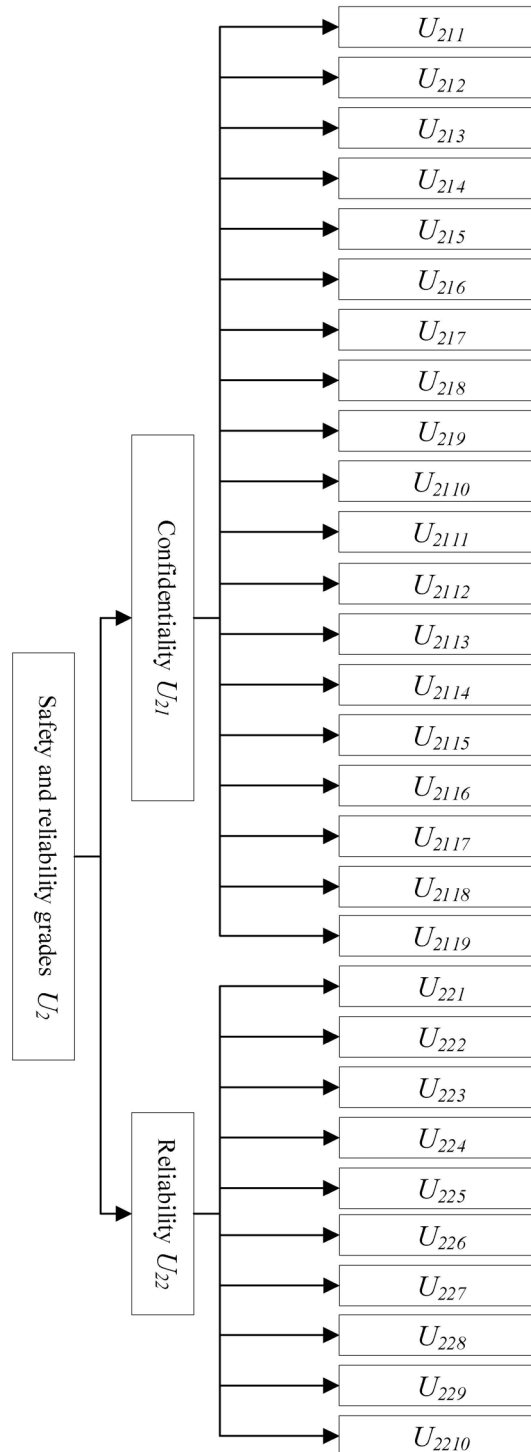 Safety and reliability grades U2
Confidentiality U21
U211
U212
U213
U214
U215
U216
U217
U218
U219
U2110
U2111
U2112
U2113
U2114
U2115
U2116
U2117
U2118
U2119
Reliability U22
U221
U222
U223
U224
U225
U226
U227
U228
U229
U2210